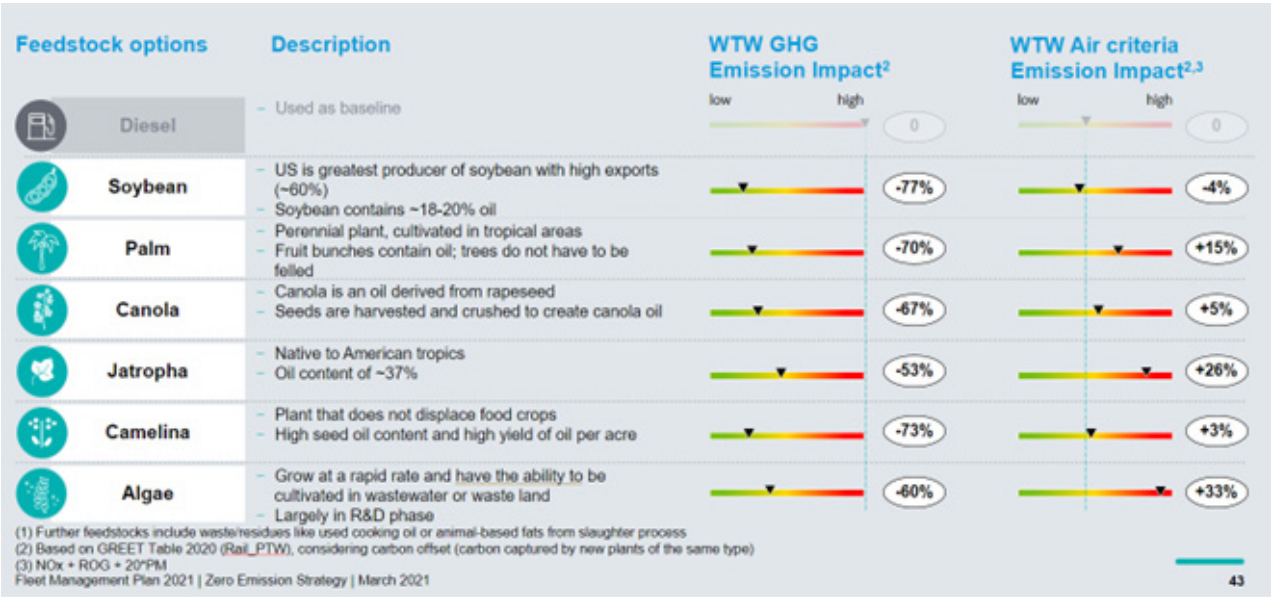 Feedstock options
Description
WTW GHG
Emission Impact²
WTW Air criteria
Emission Impact²,³
low high
low high
Diesel
– Used as baseline
0
0
Soybean
– US is greatest producer of soybean with high exports
(~60%)
– Soybean contains ~18-20% oil
-77%
-4%
Palm
– Perennial plant, cultivated in tropical areas
– Fruit bunches contain oil; trees do not have to be
felled
-70%
+15%
Canola
– Canola is an oil derived from rapeseed
– Seeds are harvested and crushed to create canola oil
-67%
+5%
Jatropha
– Native to American tropics
– Oil content of ~37%
-53%
+26%
Camelina
– Plant that does not displace food crops
– High seed oil content and high yield of oil per acre
-73%
+3%
Algae
– Grow at a rapid rate and have the ability to be
cultivated in wastewater or waste land
– Largely in R&D phase
-60%
+33%
(1) Further feedstocks include waste/residues like used cooking oil or animal-based fats from slaughter process
(2) Based on GREET Table 2020 (Rail_PTW), considering carbon offset (carbon captured by new plants of the same type)
(3) NOx + ROG + 20*PM
Fleet Management Plan 2021 | Zero Emission Strategy | March 2021
43